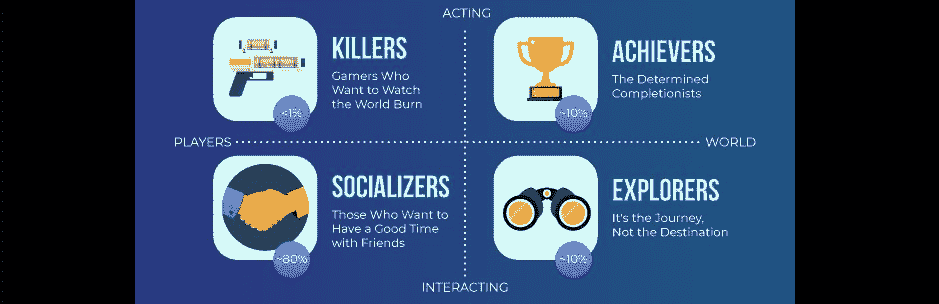 ACTING
KILLERS
Gamers Who
Want to Watch
the World Burn
<1%
ACHIEVERS
The Determined
Completionists
~10%
PLAYERS
WORLD
SOCIALIZERS
Those Who Want to
Have a Good Time
with Friends
~80%
EXPLORERS
It's the Journey,
Not the Destination
~10%
INTERACTING